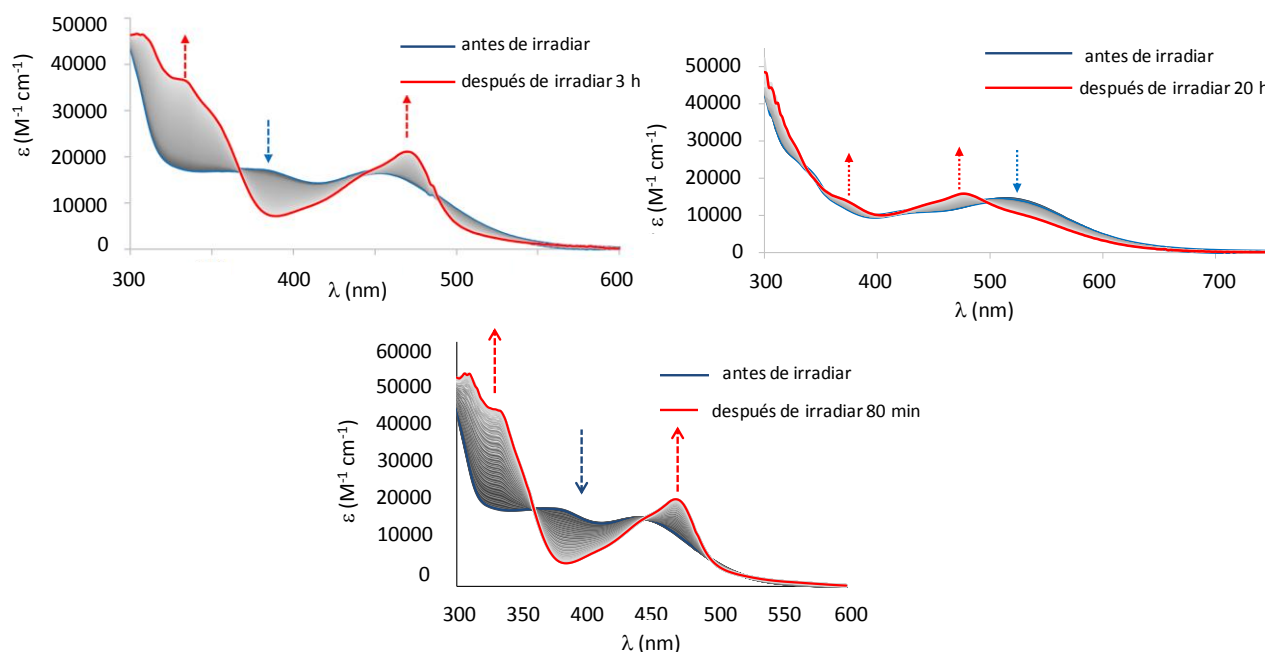 50000
40000
30000
20000
10000
0
ε (M-1 cm-1)
antes de irradiar
después de irradiar 3 h
300
400
500
600
λ (nm)
50000
40000
30000
20000
10000
0
ε (M-1 cm-1)
antes de irradiar
después de irradiar 20 h
300
400
500
600
700
λ (nm)
60000
50000
40000
30000
20000
10000
0
ε (M-1 cm-1)
antes de irradiar
después de irradiar 80 min
300
350
400
450
500
550
600
λ (nm)